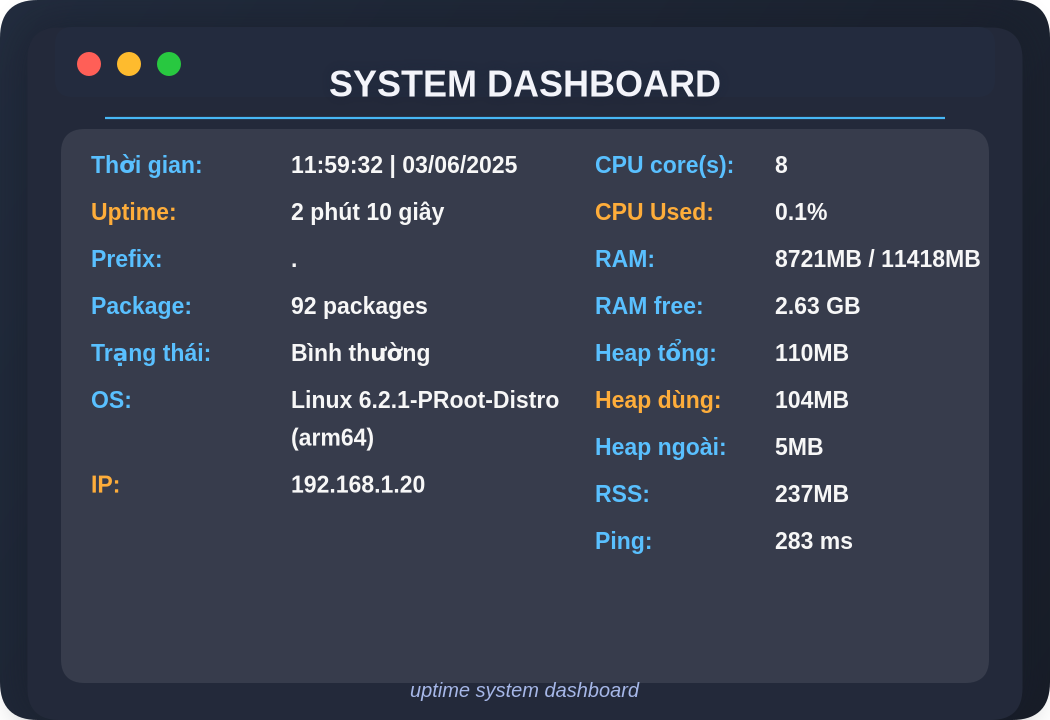 SYSTEM DASHBOARD
Thời gian: 11:59:32 | 03/06/2025
Uptime: 2 phút 10 giây
Prefix: .
Package: 92 packages
Trạng thái: Bình thường
OS: Linux 6.2.1-PRoot-Distro
(arm64)
IP: 192.168.1.20
CPU core(s): 8
CPU Used: 0.1%
RAM: 8721MB / 11418MB
RAM free: 2.63 GB
Heap tổng: 110MB
Heap dùng: 104MB
Heap ngoài: 5MB
RSS: 237MB
Ping: 283 ms
uptime system dashboard